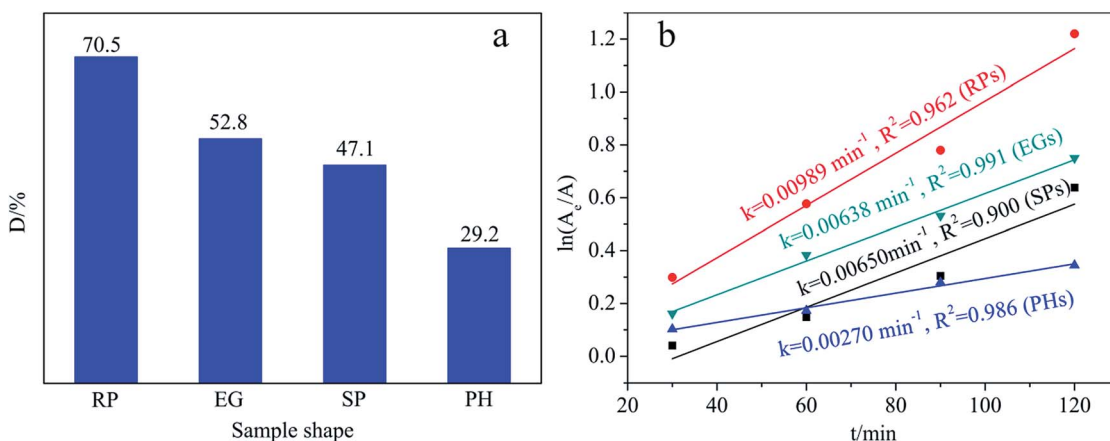 a
70.5
52.8
47.1
29.2
D/%
RP EG SP PH
Sample shape
b
1.2
1.0
0.8
0.6
0.4
0.2
0.0
ln(Aₑ/A)
k=0.00989 min⁻¹, R²=0.962 (RPs)
k=0.00638 min⁻¹, R²=0.991 (EGs)
k=0.00650min⁻¹, R²=0.900 (SPs)
k=0.00270 min⁻¹, R²=0.986 (PHs)
20 40 60 80 100 120
t/min